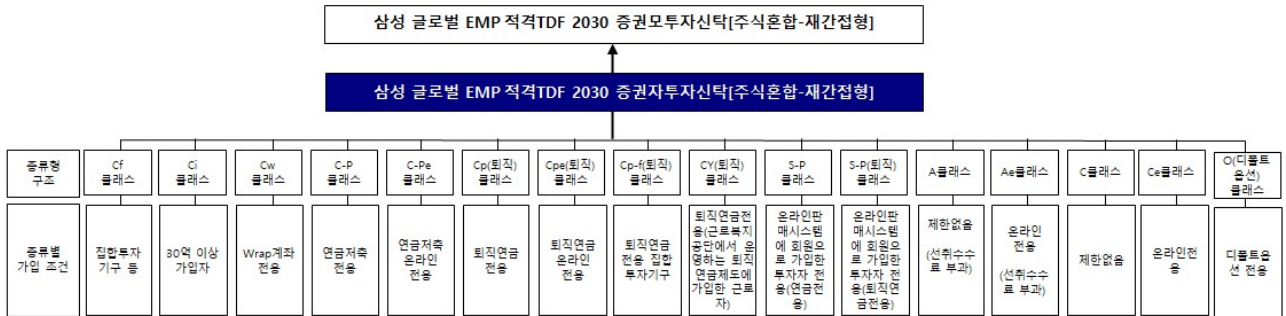 삼성 글로벌 EMP 적격TDF 2030 증권모투자신탁[주식혼합-재간접형]
삼성 글로벌 EMP 적격TDF 2030 증권자투자신탁[주식혼합-재간접형]
종류형
구조
Cf
클래스
Ci
클래스
Cw
클래스
C-P
클래스
C-Pe
클래스
Cp(퇴직)
클래스
Cpe(퇴직)
클래스
Cp-f(퇴직)
클래스
CY(퇴직)
클래스
S-P
클래스
S-P(퇴직)
클래스
A클래스
Ae클래스
C클래스
Ce클래스
O(디폴트
옵션)
클래스
종류별
가입 조건
집합투자
기구 등
30억 이상
가입자
Wrap계좌
전용
연금저축
전용
연금저축
온라인
전용
퇴직연금
전용
퇴직연금
온라인
전용
퇴직연금
전용 집합
투자기구
퇴직연금전
용(근로복지
공단에서 운
영하는 퇴직
연금제도에
가입한 근로
자)
온라인판
매시스템
에 회원으
로 가입한
투자자 전
용(연금전
용)
온라인판
매시스템
에 회원으
로 가입한
투자자 전
용(퇴직연
금전용)
제한없음
(선취수수
료 부과)
온라인
전용
(선취수수
료 부과)
제한없음
온라인전
용
디폴트옵
션 전용